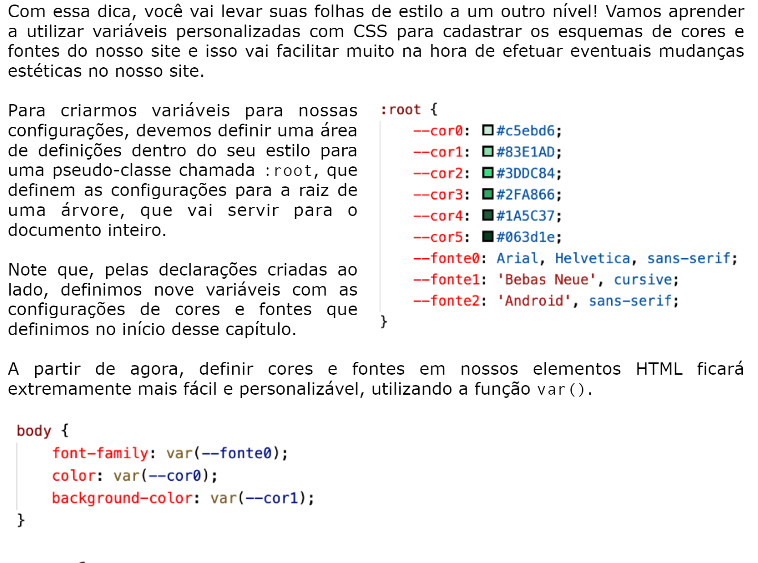 Com essa dica, você vai levar suas folhas de estilo a um outro nível! Vamos aprender
a utilizar variáveis personalizadas com CSS para cadastrar os esquemas de cores e
fontes do nosso site e isso vai facilitar muito na hora de efetuar eventuais mudanças
estéticas no nosso site.
Para criarmos variáveis para nossas
configurações, devemos definir uma área
de definições dentro do seu estilo para
uma pseudo-classe chamada :root, que
definem as configurações para a raiz de
uma árvore, que vai servir para o
documento inteiro.
Note que, pelas declarações criadas ao
lado, definimos nove variáveis com as
configurações de cores e fontes que
definimos no início desse capítulo.
:root {
--cor0: #c5ebd6;
--cor1: #83E1AD;
--cor2: #3DDC84;
--cor3: #2FA866;
--cor4: #1A5C37;
--cor5: #063d1e;
--fonte0: Arial, Helvetica, sans-serif;
--fonte1: 'Bebas Neue', cursive;
--fonte2: 'Android', sans-serif;
}
A partir de agora, definir cores e fontes em nossos elementos HTML ficará
extremamente mais fácil e personalizável, utilizando a função var().
body {
font-family: var(--fonte0);
color: var(--cor0);
background-color: var(--cor1);
}